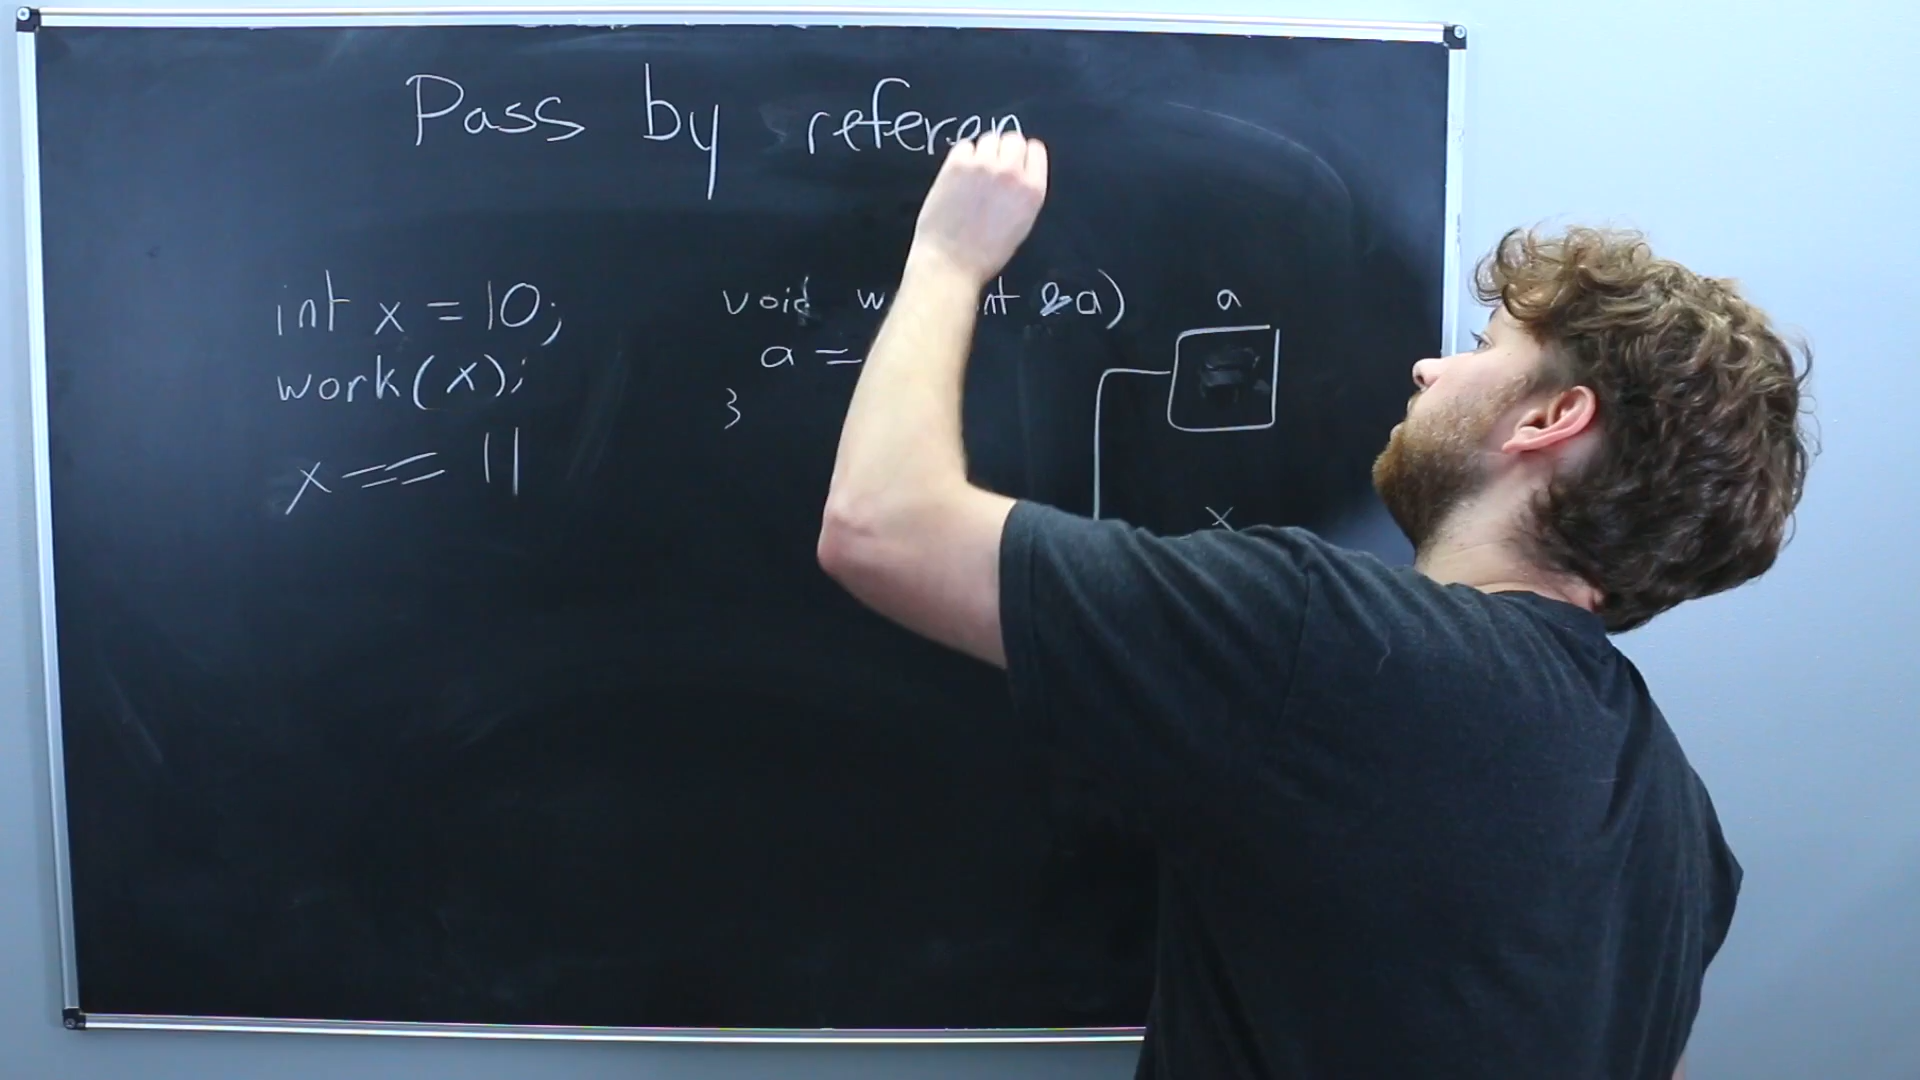 Pass by referen
int x = 10;
work(x);
x == 11
void w nt &a)
a =
}
a
x